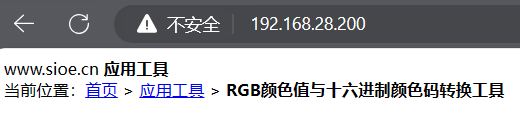 不安全 192.168.28.200
www.sioe.cn 应用工具
当前位置：首页 > 应用工具 > RGB颜色值与十六进制颜色码转换工具